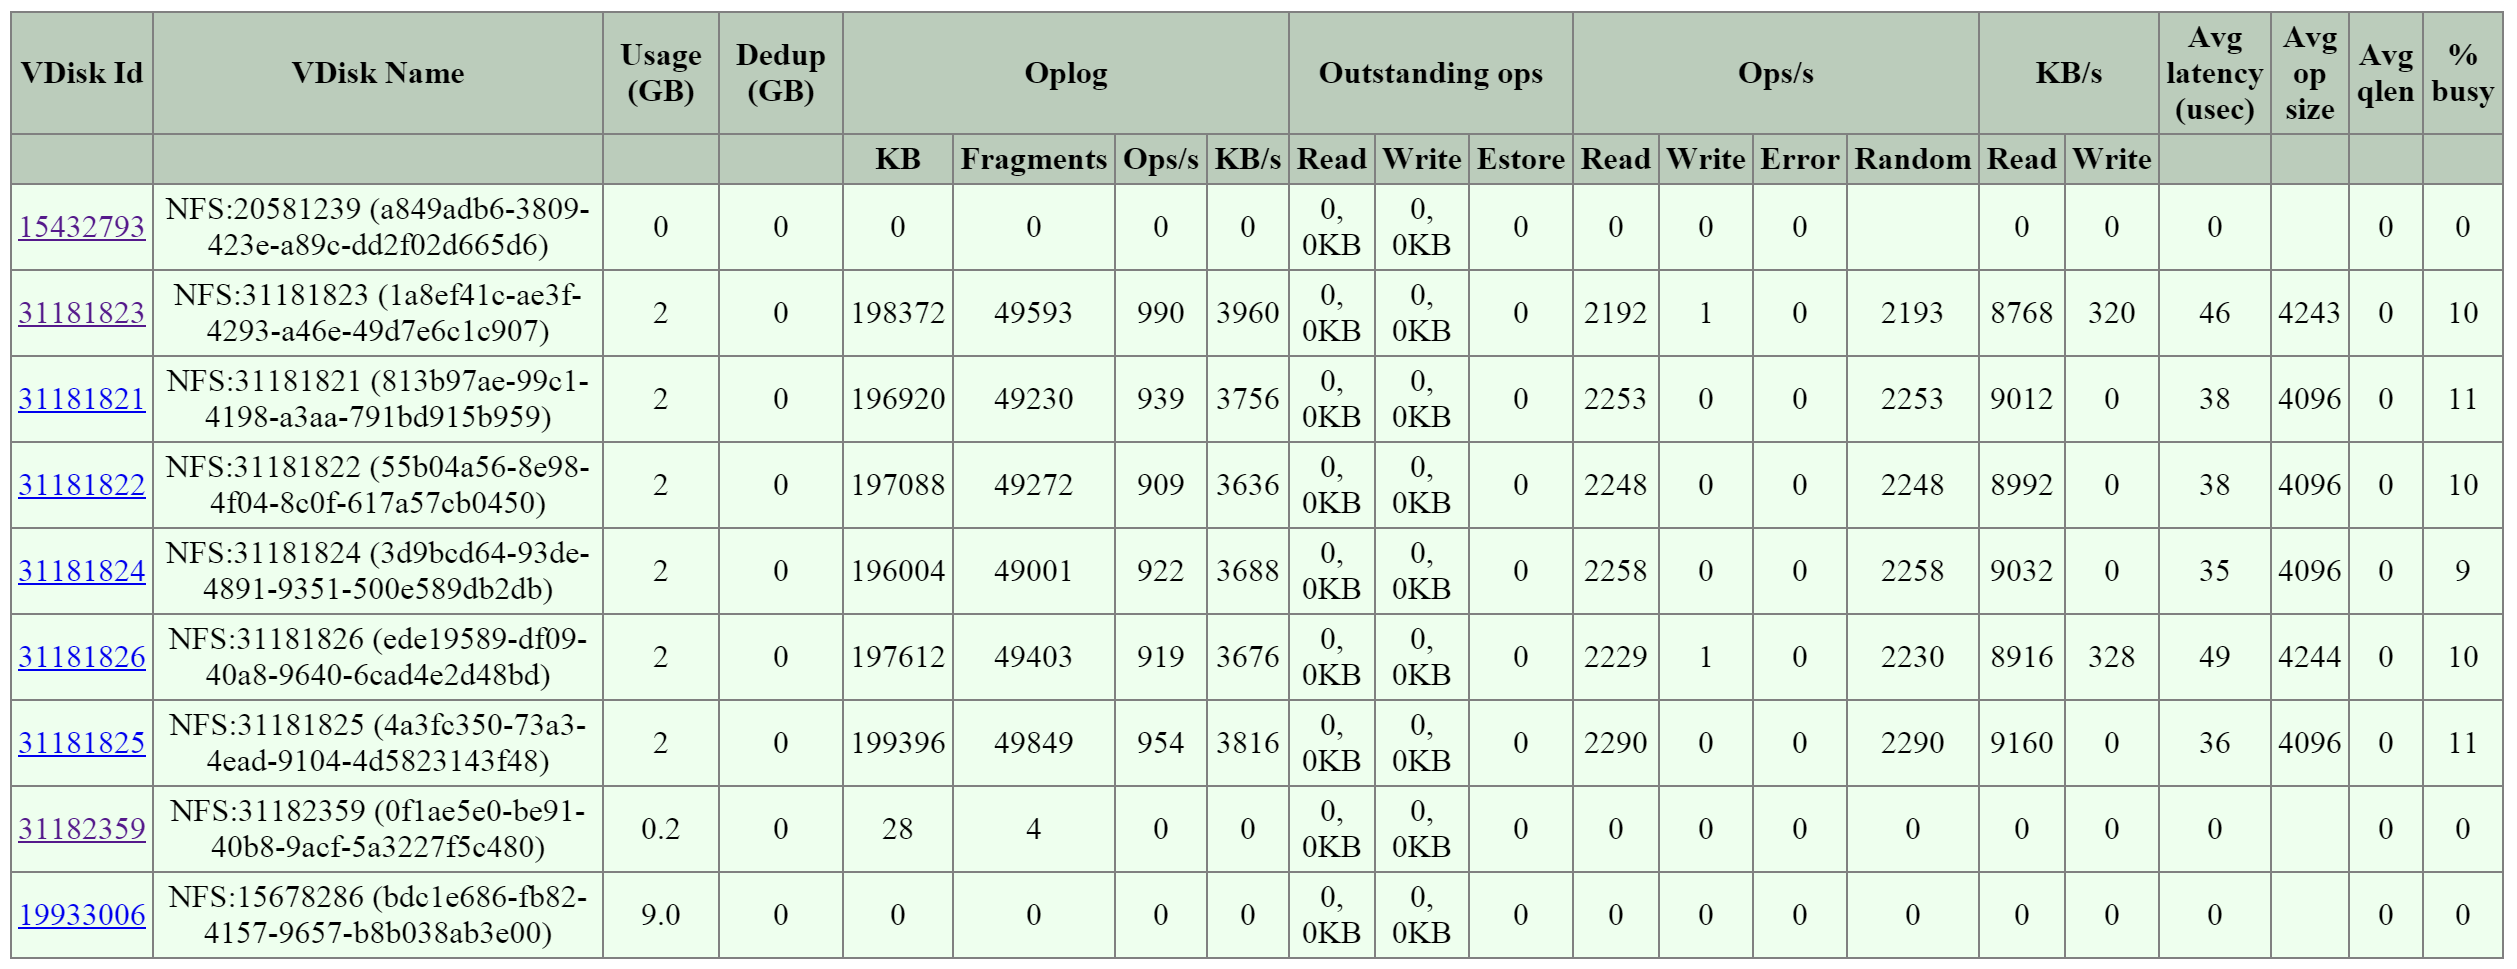 VDisk Id VDisk Name Usage (GB) Dedup (GB) Oplog Outstanding ops Ops/s KB/s Avg latency (usec) Avg op size Avg qlen % busy
KB Fragments Ops/s KB/s Read Write Estore Read Write Error Random Read Write
15432793 NFS:20581239 (a849adb6-3809-423e-a89c-dd2f02d665d6) 0 0 0 0 0 0 0, 0KB 0, 0KB 0 0 0 0 0 0 0 0 0
31181823 NFS:31181823 (1a8ef41c-ae3f-4293-a46e-49d7e6c1c907) 2 0 198372 49593 990 3960 0, 0KB 0, 0KB 0 2192 1 0 2193 8768 320 46 4243 0 10
31181821 NFS:31181821 (813b97ae-99c1-4198-a3aa-791bd915b959) 2 0 196920 49230 939 3756 0, 0KB 0, 0KB 0 2253 0 0 2253 9012 0 38 4096 0 11
31181822 NFS:31181822 (55b04a56-8e98-4f04-8c0f-617a57cb0450) 2 0 197088 49272 909 3636 0, 0KB 0, 0KB 0 2248 0 0 2248 8992 0 38 4096 0 10
31181824 NFS:31181824 (3d9bcd64-93de-4891-9351-500e589db2db) 2 0 196004 49001 922 3688 0, 0KB 0, 0KB 0 2258 0 0 2258 9032 0 35 4096 0 9
31181826 NFS:31181826 (ede19589-df09-40a8-9640-6cad4e2d48bd) 2 0 197612 49403 919 3676 0, 0KB 0, 0KB 0 2229 1 0 2230 8916 328 49 4244 0 10
31181825 NFS:31181825 (4a3fc350-73a3-4ead-9104-4d5823143f48) 2 0 199396 49849 954 3816 0, 0KB 0, 0KB 0 2290 0 0 2290 9160 0 36 4096 0 11
31182359 NFS:31182359 (0f1ae5e0-be91-40b8-9acf-5a3227f5c480) 0.2 0 28 4 0 0 0, 0KB 0, 0KB 0 0 0 0 0 0 0 0 0 0
19933006 NFS:15678286 (bdc1e686-fb82-4157-9657-b8b038ab3e00) 9.0 0 0 0 0 0 0, 0KB 0, 0KB 0 0 0 0 0 0 0 0 0 0